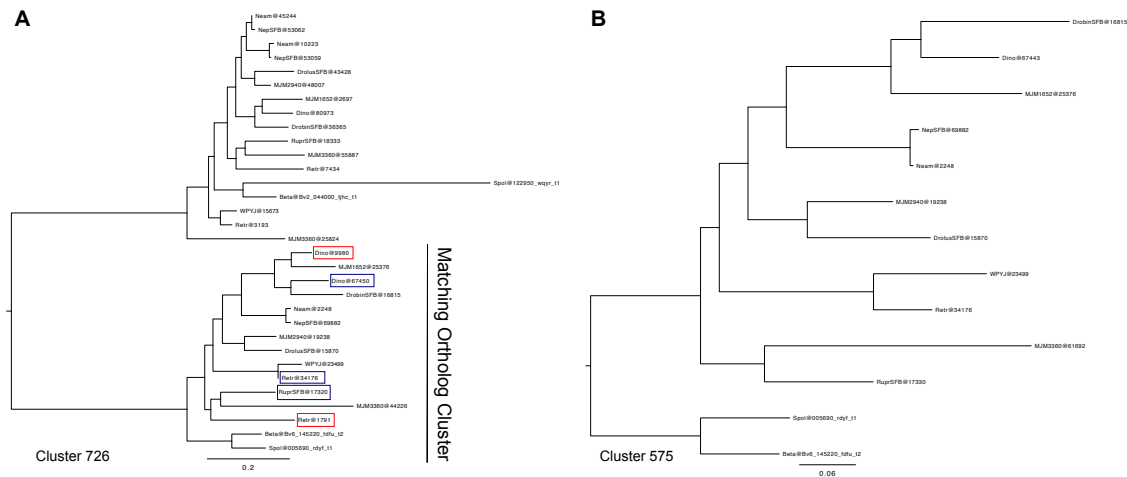 A
Neam@45244
NepSFB@53062
Neam@10223
NepSFB@53059
DrolusSFB@43428
MJM2940@48007
MJM1652@2697
Dino@80973
DrobinSFB@36365
RuprSFB@18333
MJM3360@55887
Retr@7434
Spol@122950_wqyr_t1
Beta@Bv2_044000_tjhc_t1
WPYJ@15673
Retr@3193
MJM3360@25824
Dino@9980
MJM1652@25376
Dino@67450
DrobinSFB@16815
Neam@2248
NepSFB@69882
MJM2940@19238
DrolusSFB@15870
WPYJ@23499
Retr@34176
RuprSFB@17320
MJM3360@44226
Retr@1791
Beta@Bv6_145220_fdfu_t2
Spol@005690_rdyf_t1
Matching Ortholog Cluster
Cluster 726
0.2
B
DrobinSFB@16815
Dino@67443
MJM1652@25376
NepSFB@69882
Neam@2248
MJM2940@19238
DrolusSFB@15870
WPYJ@23499
Retr@34176
MJM3360@61692
RuprSFB@17330
Spol@005690_rdyf_t1
Beta@Bv6_145220_fdfu_t2
Cluster 575
0.06